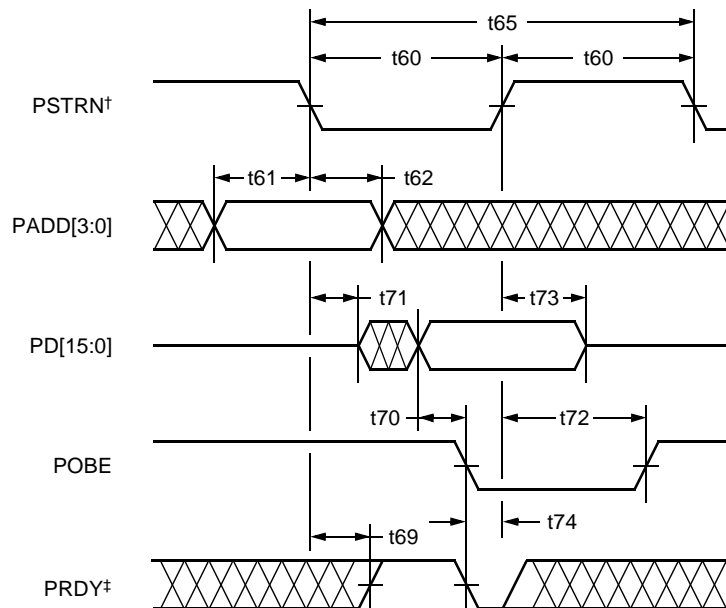 t65
t60 t60
PSTRN†
t61 t62
PADD[3:0]
t71 t73
PD[15:0]
t70 t72
POBE
t74
t69
PRDY‡